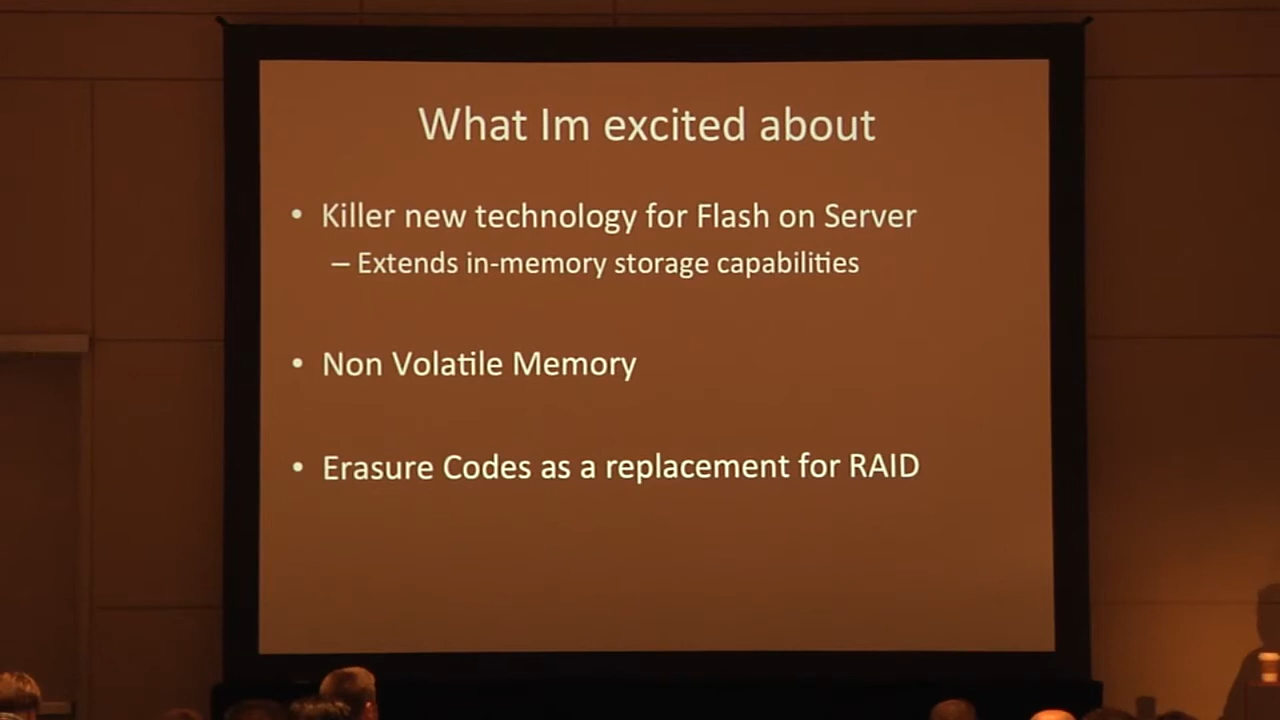 What Im excited about
• Killer new technology for Flash on Server
– Extends in-memory storage capabilities
• Non Volatile Memory
• Erasure Codes as a replacement for RAID